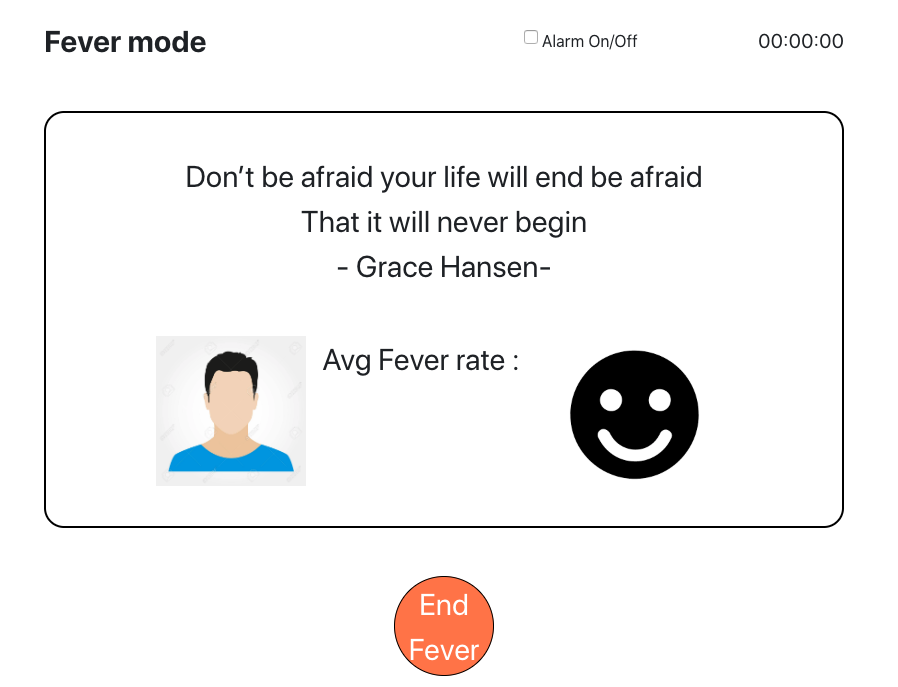 Fever mode
Alarm On/Off
00:00:00
Don’t be afraid your life will end be afraid
That it will never begin
- Grace Hansen-
Avg Fever rate :
End
Fever